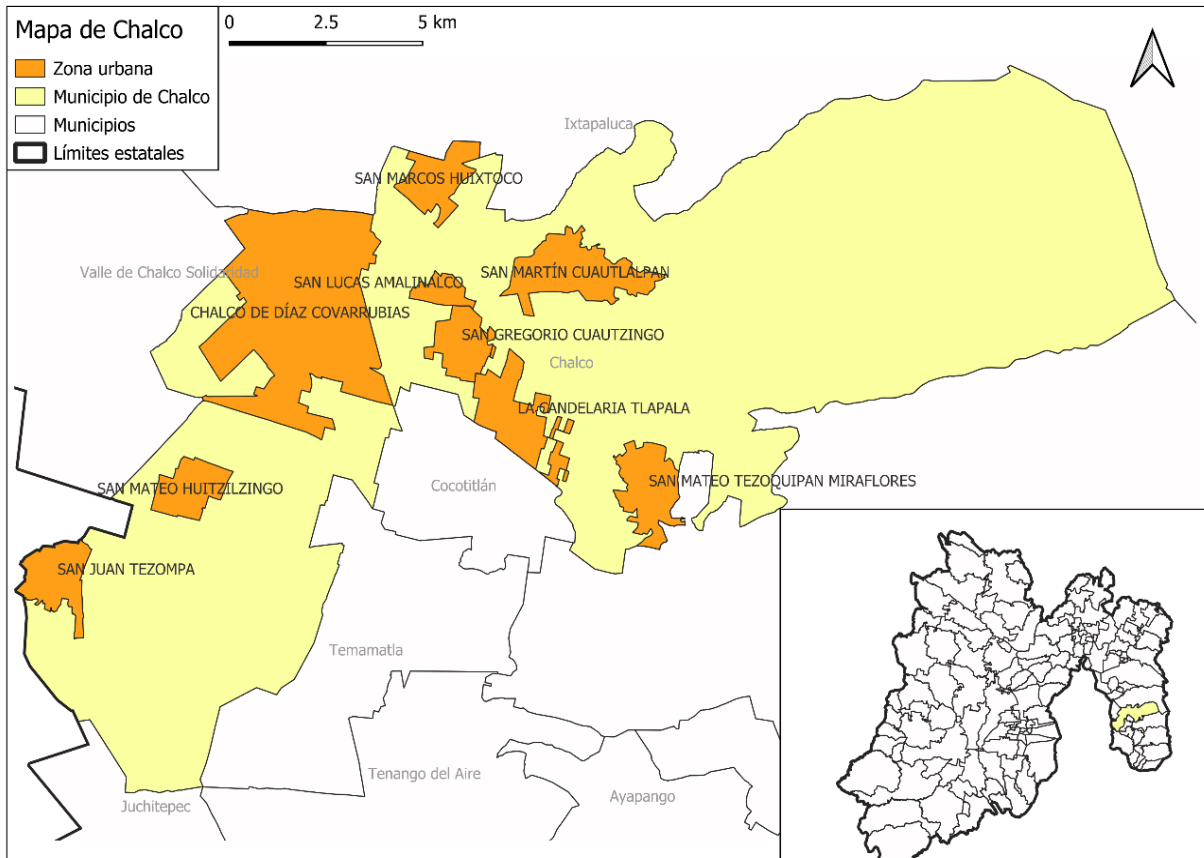 Mapa de Chalco
Zona urbana
Municipio de Chalco
Municipios
Límites estatales
0 2.5 5 km
Ixtapaluca
SAN MARCOS HUIXTOCO
Valle de Chalco Solidaridad
SAN LUCAS AMALINALCO
SAN MARTÍN CUAUTLALPAN
CHALCO DE DÍAZ COVARRUBIAS
SAN GREGORIO CUAUTZINGO
Chalco
LA CANDELARIA TLAPALA
SAN MATEO HUITZILZINGO
Cocotitlán
SAN MATEO TEZOQUIPAN MIRAFLORES
SAN JUAN TEZOMPA
Temamatla
Tenango del Aire
Juchitepec
Ayapango